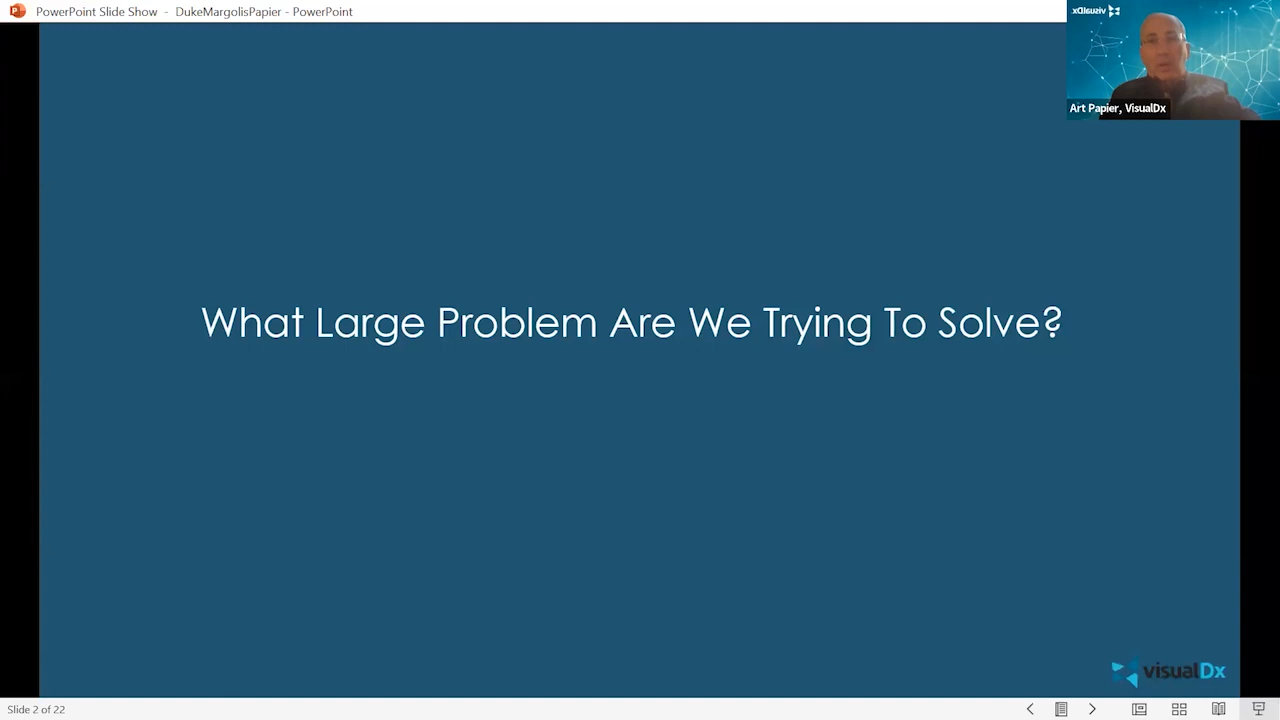 PowerPoint Slide Show - DukeMargolisPapier - PowerPoint
visualDx
Art Papier, VisualDx
What Large Problem Are We Trying To Solve?
visualDx
Slide 2 of 22